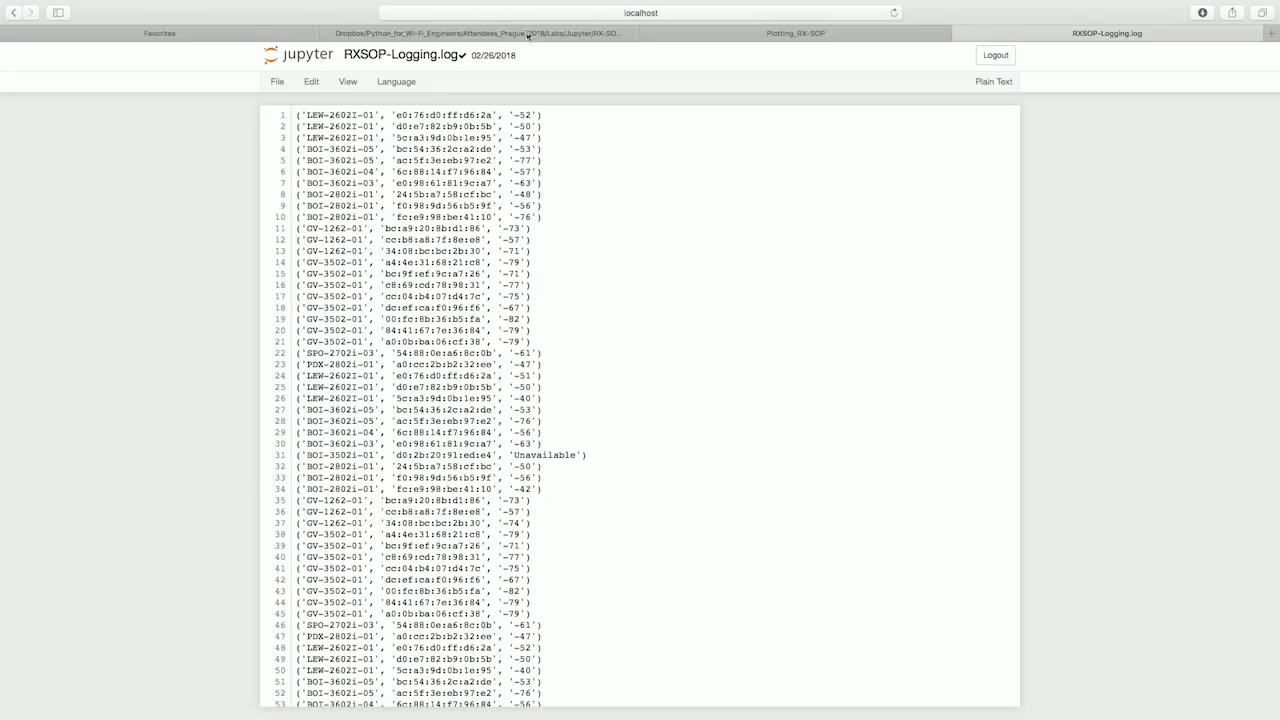 localhost
Favorites
Dropbox/Python_for_Wi-Fi_Engineers/Attendees_Prague_2018/Labs/Jupyter/RX-SO...
Plotting_RX-SOP
RXSOP-Logging.log
jupyter RXSOP-Logging.log✔ 02/26/2018
Logout
File Edit View Language
Plain Text
1 ('LEW-2602I-01', 'e0:76:d0:ff:d6:2a', '-52')
2 ('LEW-2602I-01', 'd0:e7:82:b9:0b:5b', '-50')
3 ('LEW-2602I-01', '5c:a3:9d:0b:1e:95', '-47')
4 ('BOI-3602i-05', 'bc:54:36:2c:a2:de', '-53')
5 ('BOI-3602i-05', 'ac:5f:3e:eb:97:e2', '-77')
6 ('BOI-3602i-04', '6c:88:14:f7:96:84', '-57')
7 ('BOI-3602i-03', 'e0:98:61:81:9c:a7', '-63')
8 ('BOI-2802i-01', '24:5b:a7:58:cf:bc', '-48')
9 ('BOI-2802i-01', 'f0:98:9d:56:b5:9f', '-56')
10 ('BOI-2802i-01', 'fc:e9:98:be:41:10', '-76')
11 ('GV-1262-01', 'bc:a9:20:8b:d1:86', '-73')
12 ('GV-1262-01', 'cc:b8:a8:7f:8e:e8', '-57')
13 ('GV-1262-01', '34:08:bc:bc:2b:30', '-71')
14 ('GV-3502-01', 'a4:4e:31:68:21:c8', '-79')
15 ('GV-3502-01', 'bc:9f:ef:9c:a7:26', '-71')
16 ('GV-3502-01', 'c8:69:cd:78:98:31', '-77')
17 ('GV-3502-01', 'cc:04:b4:07:d4:7c', '-75')
18 ('GV-3502-01', 'dc:ef:ca:f0:96:f6', '-67')
19 ('GV-3502-01', '00:fc:8b:36:b5:fa', '-82')
20 ('GV-3502-01', '84:41:67:7e:36:84', '-79')
21 ('GV-3502-01', 'a0:0b:ba:06:cf:38', '-79')
22 ('SPO-2702i-03', '54:88:0e:a6:8c:0b', '-61')
23 ('PDX-2802i-01', 'a0:cc:2b:b2:32:ee', '-47')
24 ('LEW-2602I-01', 'e0:76:d0:ff:d6:2a', '-51')
25 ('LEW-2602I-01', 'd0:e7:82:b9:0b:5b', '-50')
26 ('LEW-2602I-01', '5c:a3:9d:0b:1e:95', '-40')
27 ('BOI-3602i-05', 'bc:54:36:2c:a2:de', '-53')
28 ('BOI-3602i-05', 'ac:5f:3e:eb:97:e2', '-76')
29 ('BOI-3602i-04', '6c:88:14:f7:96:84', '-56')
30 ('BOI-3602i-03', 'e0:98:61:81:9c:a7', '-63')
31 ('BOI-3502i-01', 'd0:2b:20:91:ed:e4', 'Unavailable')
32 ('BOI-2802i-01', '24:5b:a7:58:cf:bc', '-50')
33 ('BOI-2802i-01', 'f0:98:9d:56:b5:9f', '-56')
34 ('BOI-2802i-01', 'fc:e9:98:be:41:10', '-42')
35 ('GV-1262-01', 'bc:a9:20:8b:d1:86', '-73')
36 ('GV-1262-01', 'cc:b8:a8:7f:8e:e8', '-57')
37 ('GV-1262-01', '34:08:bc:bc:2b:30', '-74')
38 ('GV-3502-01', 'a4:4e:31:68:21:c8', '-79')
39 ('GV-3502-01', 'bc:9f:ef:9c:a7:26', '-71')
40 ('GV-3502-01', 'c8:69:cd:78:98:31', '-77')
41 ('GV-3502-01', 'cc:04:b4:07:d4:7c', '-75')
42 ('GV-3502-01', 'dc:ef:ca:f0:96:f6', '-67')
43 ('GV-3502-01', '00:fc:8b:36:b5:fa', '-82')
44 ('GV-3502-01', '84:41:67:7e:36:84', '-79')
45 ('GV-3502-01', 'a0:0b:ba:06:cf:38', '-79')
46 ('SPO-2702i-03', '54:88:0e:a6:8c:0b', '-61')
47 ('PDX-2802i-01', 'a0:cc:2b:b2:32:ee', '-47')
48 ('LEW-2602I-01', 'e0:76:d0:ff:d6:2a', '-52')
49 ('LEW-2602I-01', 'd0:e7:82:b9:0b:5b', '-50')
50 ('LEW-2602I-01', '5c:a3:9d:0b:1e:95', '-40')
51 ('BOI-3602i-05', 'bc:54:36:2c:a2:de', '-53')
52 ('BOI-3602i-05', 'ac:5f:3e:eb:97:e2', '-76')
53 ('BOI-3602i-04', '6c:88:14:f7:96:84', '-56')